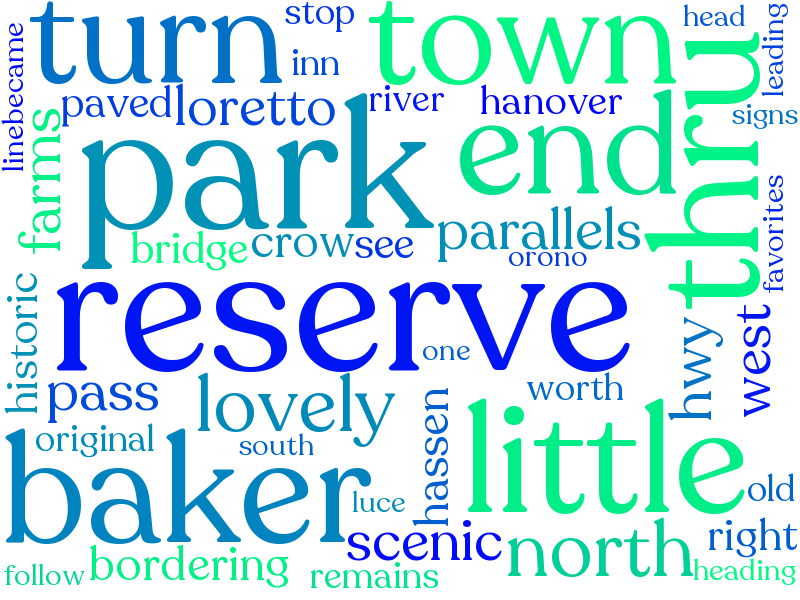 turn
stop
inn
town
head
leading
linebecame
paved
loretto
river
hanover
thru
signs
farms
park
end
bridge
crow
see
parallels
orono
favorites
historic
reserve
one
hwy
west
pass
lovely
worth
original
south
hassen
little
baker
luce
old
scenic
north
right
follow
bordering
remains
heading